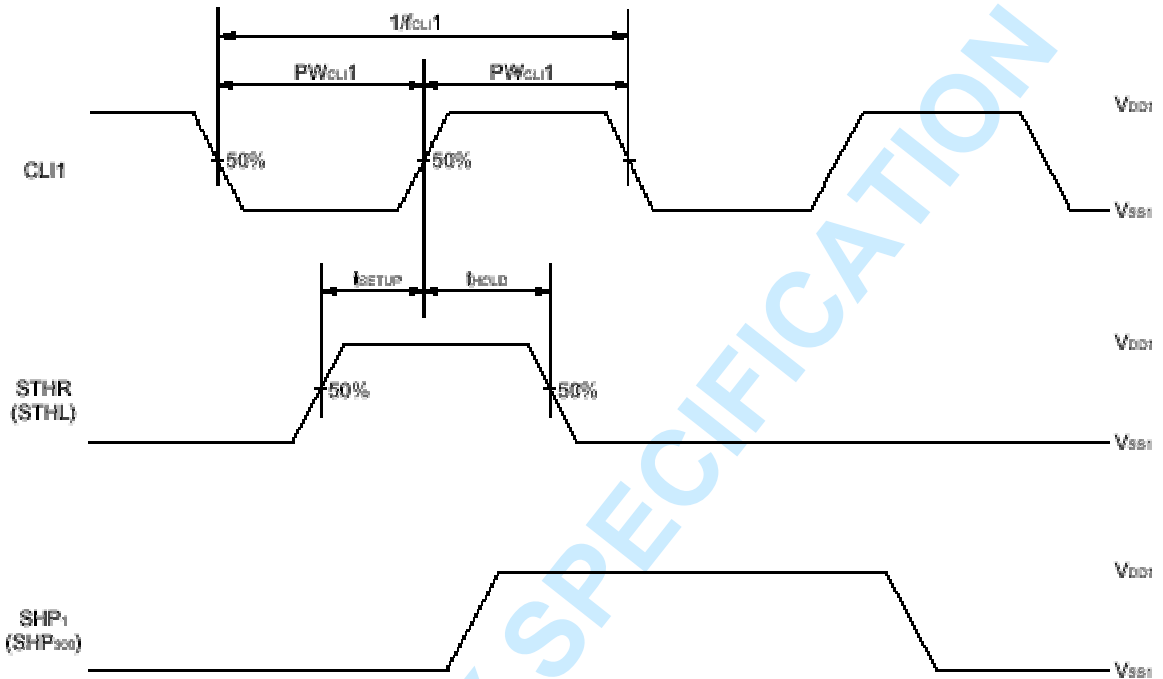 1/fCLI1
PWCLI1 PWCLI1
VDD1
50% 50%
CLI1
VSS1
tSETUP tHOLD
VDD1
STHR
(STHL)
50% 50%
VSS1
VDD1
SHP1
(SHP300)
VSS1
SPECIFICATION